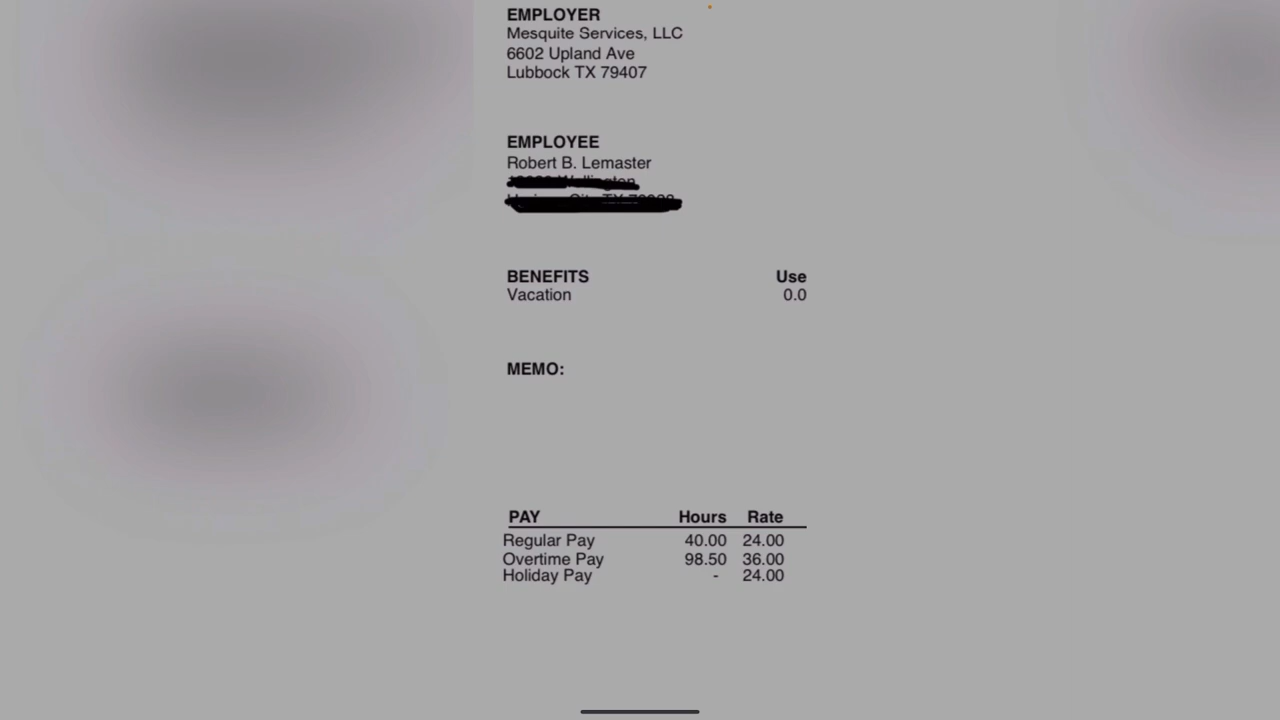 EMPLOYER
Mesquite Services, LLC
6602 Upland Ave
Lubbock TX 79407
EMPLOYEE
Robert B. Lemaster
BENEFITS Use
Vacation 0.0
MEMO:
PAY Hours Rate
Regular Pay 40.00 24.00
Overtime Pay 98.50 36.00
Holiday Pay - 24.00